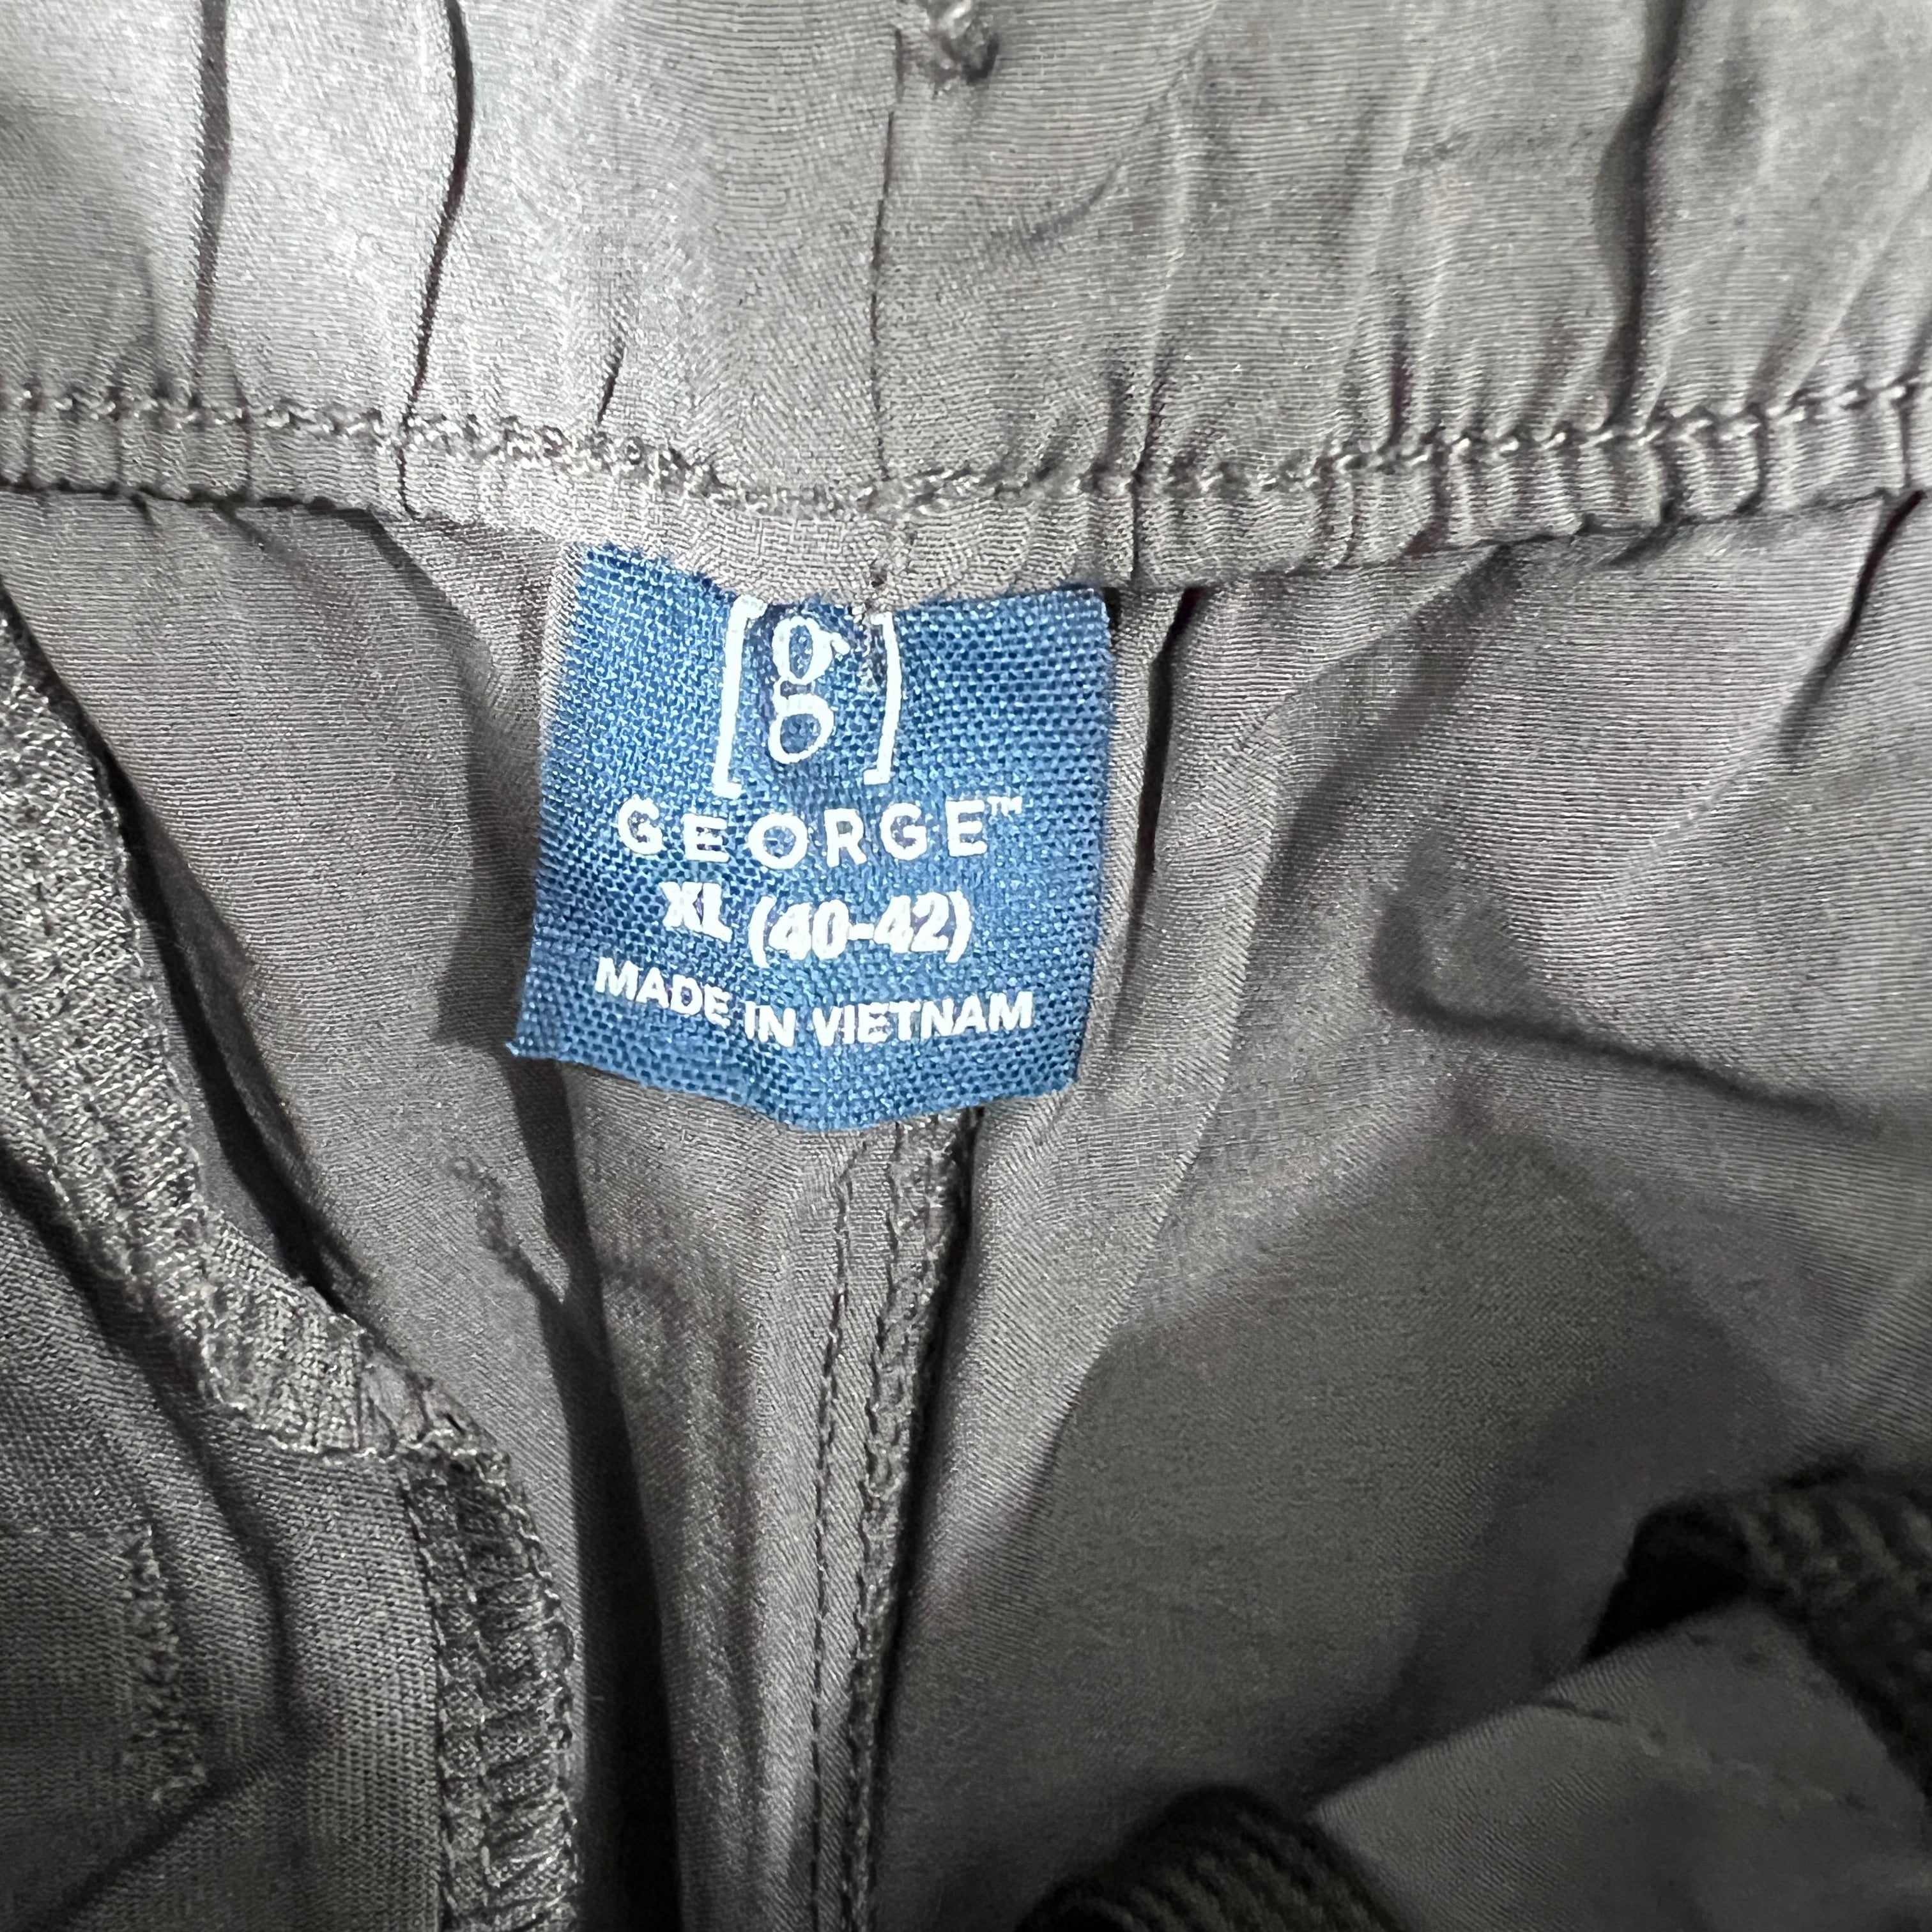 [g]
GEORGE™
XL (40-42)
MADE IN VIETNAM